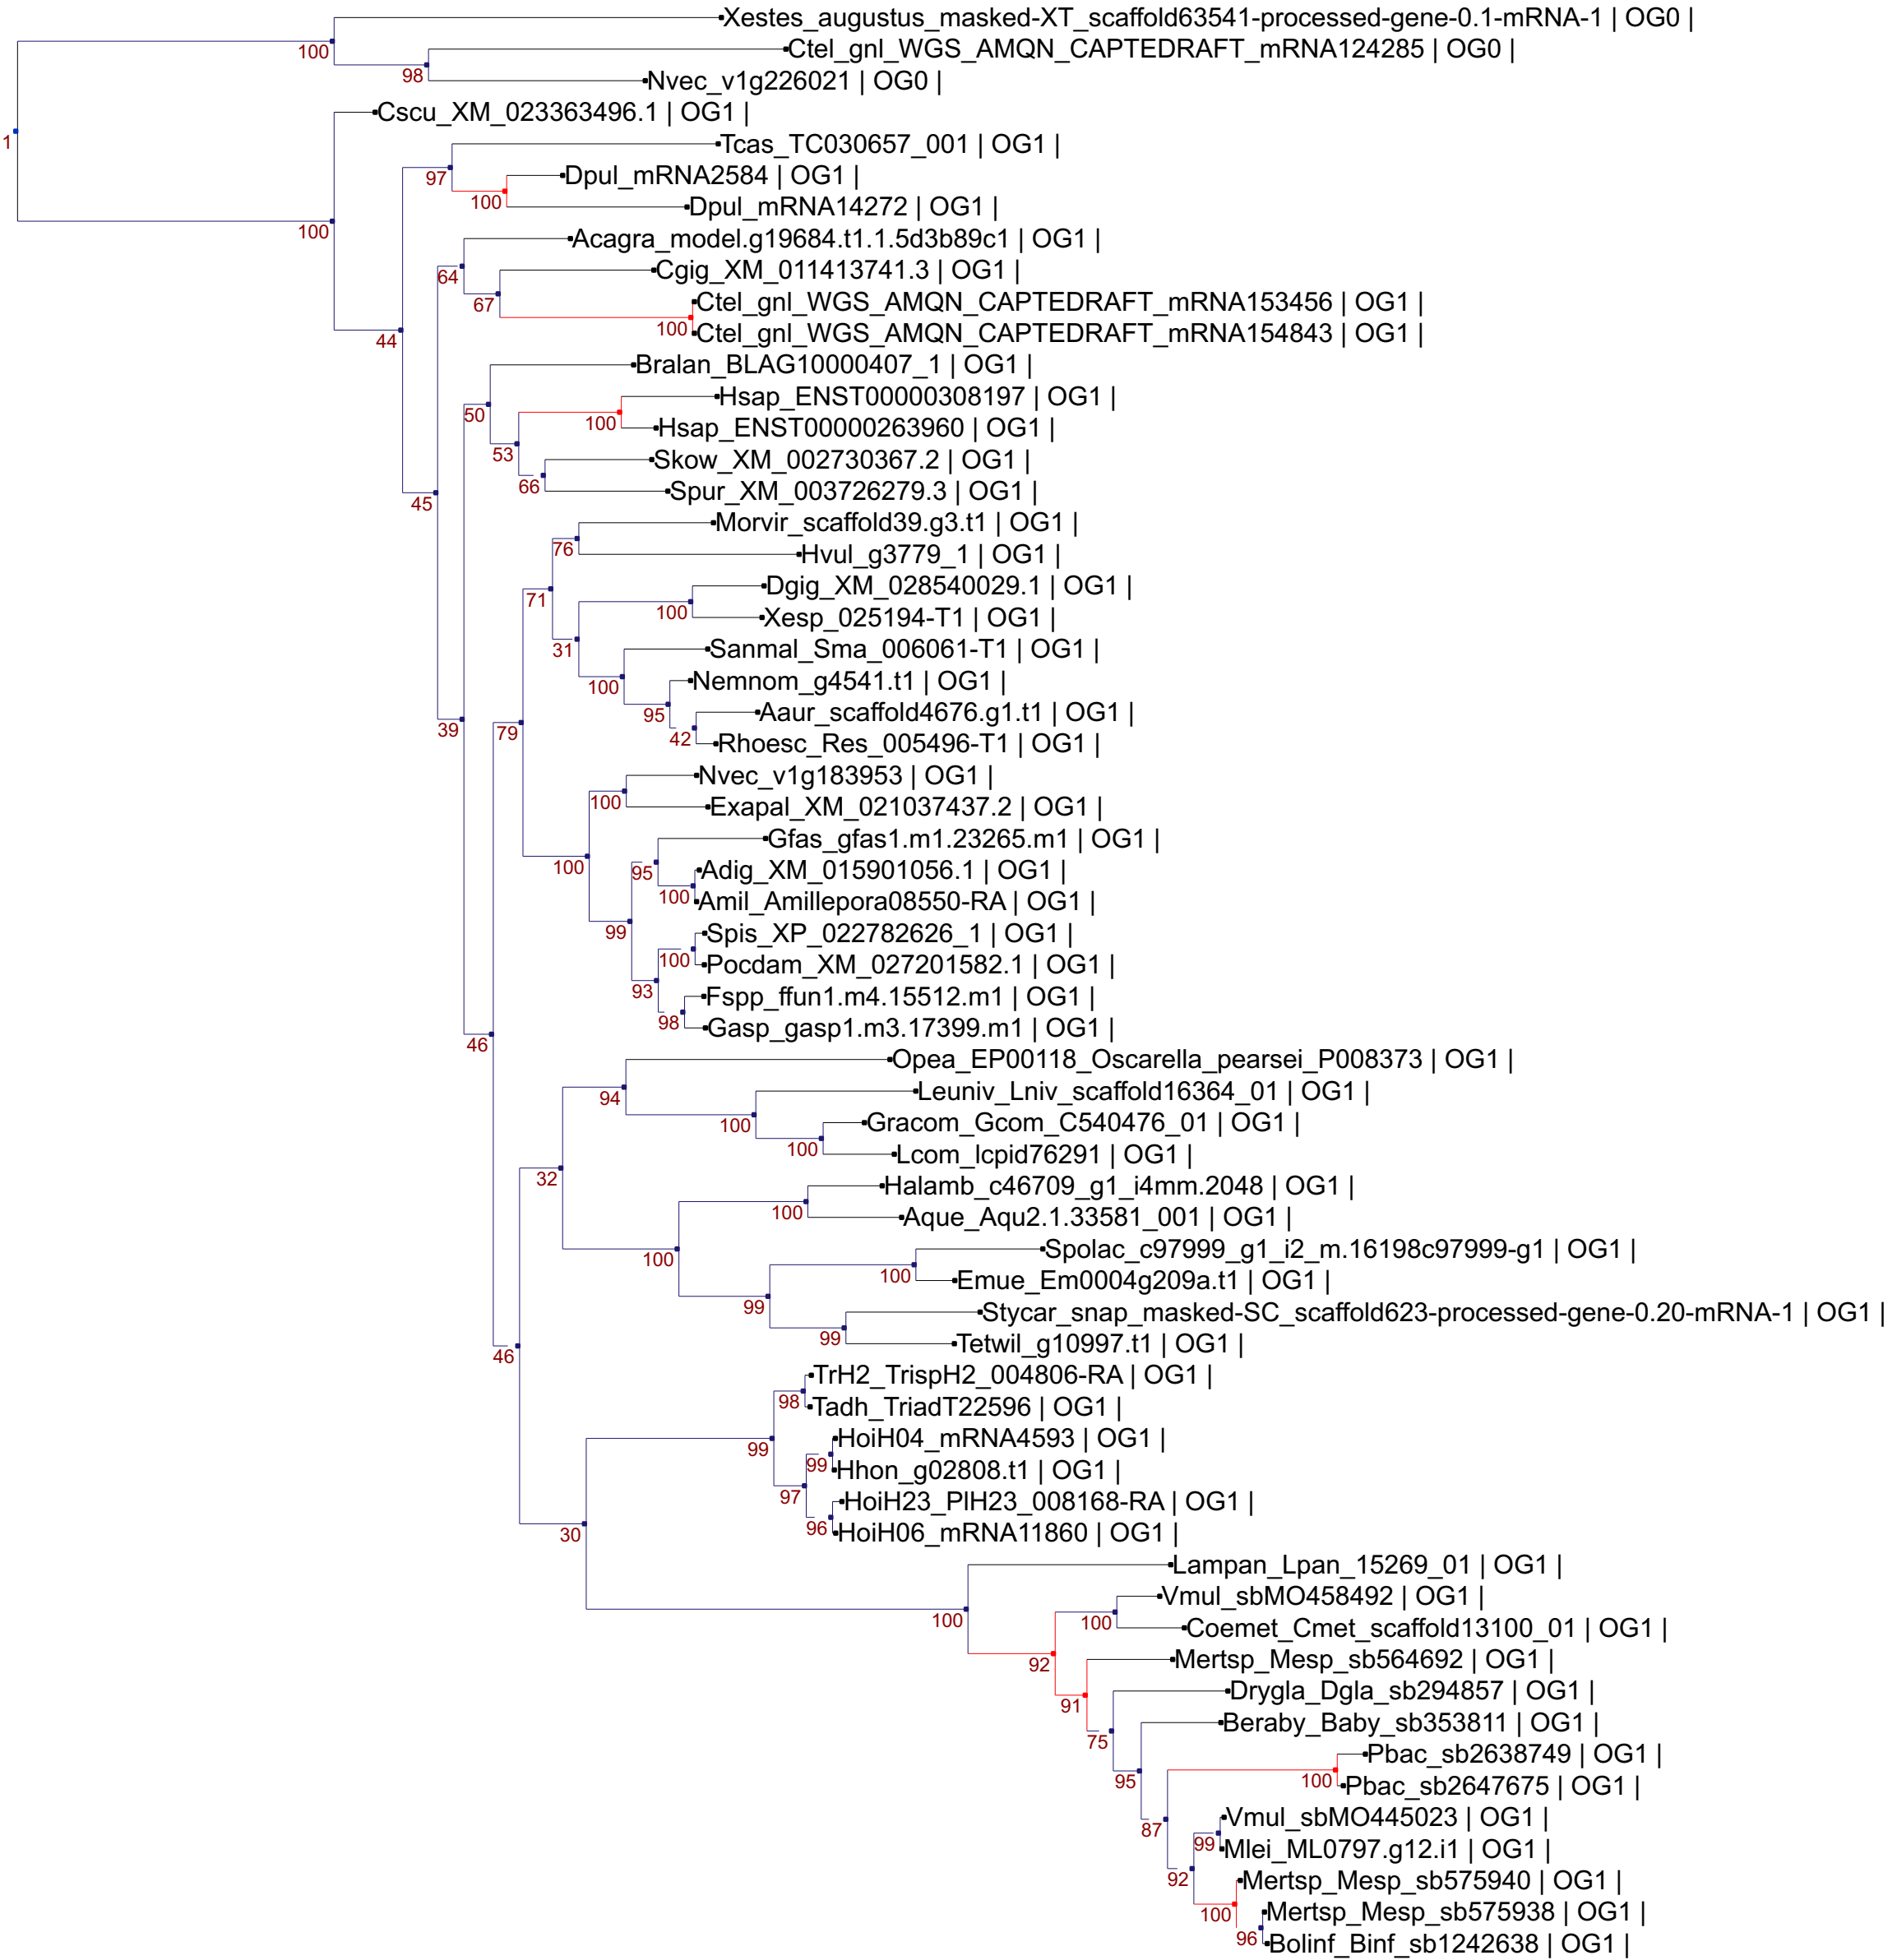 Xestes_augustus_masked-XT_scaffold63541-processed-gene-0.1-mRNA-1 | OG0 |
100
Ctel_gnl_WGS_AMQN_CAPTEDRAFT_mRNA124285 | OG0 |
98
Nvec_v1g226021 | OG0 |
Cscu_XM_023363496.1 | OG1 |
1
Tcas_TC030657_001 | OG1 |
97
Dpul_mRNA2584 | OG1 |
100
Dpul_mRNA14272 | OG1 |
100
Acagra_model.g19684.t1.1.5d3b89c1 | OG1 |
64
Cgig_XM_011413741.3 | OG1 |
67
Ctel_gnl_WGS_AMQN_CAPTEDRAFT_mRNA153456 | OG1 |
100
Ctel_gnl_WGS_AMQN_CAPTEDRAFT_mRNA154843 | OG1 |
44
Bralan_BLAG10000407_1 | OG1 |
50
Hsap_ENST00000308197 | OG1 |
100
Hsap_ENST00000263960 | OG1 |
53
Skow_XM_002730367.2 | OG1 |
66
Spur_XM_003726279.3 | OG1 |
45
Morvir_scaffold39.g3.t1 | OG1 |
76
Hvul_g3779_1 | OG1 |
Dgig_XM_028540029.1 | OG1 |
71
100
Xesp_025194-T1 | OG1 |
31
Sanmal_Sma_006061-T1 | OG1 |
100
Nemnom_g4541.t1 | OG1 |
95
Aaur_scaffold4676.g1.t1 | OG1 |
39
79
42
Rhoesc_Res_005496-T1 | OG1 |
Nvec_v1g183953 | OG1 |
100
Exapal_XM_021037437.2 | OG1 |
Gfas_gfas1.m1.23265.m1 | OG1 |
100
95
Adig_XM_015901056.1 | OG1 |
100
Amil_Amillepora08550-RA | OG1 |
99
Spis_XP_022782626_1 | OG1 |
100
Pocdam_XM_027201582.1 | OG1 |
93
Fspp_ffun1.m4.15512.m1 | OG1 |
98
Gasp_gasp1.m3.17399.m1 | OG1 |
46
Opea_EP00118_Oscarella_pearsei_P008373 | OG1 |
94
Leuniv_Lniv_scaffold16364_01 | OG1 |
100
Gracom_Gcom_C540476_01 | OG1 |
100
Lcom_lcpid76291 | OG1 |
32
Halamb_c46709_g1_i4mm.2048 | OG1 |
100
Aque_Aqu2.1.33581_001 | OG1 |
100
Spolac_c97999_g1_i2_m.16198c97999-g1 | OG1 |
100
Emue_Em0004g209a.t1 | OG1 |
99
Stycar_snap_masked-SC_scaffold623-processed-gene-0.20-mRNA-1 | OG1 |
99
Tetwil_g10997.t1 | OG1 |
46
TrH2_TrispH2_004806-RA | OG1 |
98
Tadh_TriadT22596 | OG1 |
99
HoiH04_mRNA4593 | OG1 |
99
Hhon_g02808.t1 | OG1 |
97
HoiH23_PlH23_008168-RA | OG1 |
96
HoiH06_mRNA11860 | OG1 |
30
Lampan_Lpan_15269_01 | OG1 |
Vmul_sbMO458492 | OG1 |
100
100
Coemet_Cmet_scaffold13100_01 | OG1 |
92
Mertsp_Mesp_sb564692 | OG1 |
91
Drygla_Dgla_sb294857 | OG1 |
75
Beraby_Baby_sb353811 | OG1 |
Pbac_sb2638749 | OG1 |
95
100
Pbac_sb2647675 | OG1 |
87
Vmul_sbMO445023 | OG1 |
99
Mlei_ML0797.g12.i1 | OG1 |
92
Mertsp_Mesp_sb575940 | OG1 |
100
Mertsp_Mesp_sb575938 | OG1 |
96
Bolinf_Binf_sb1242638 | OG1 |